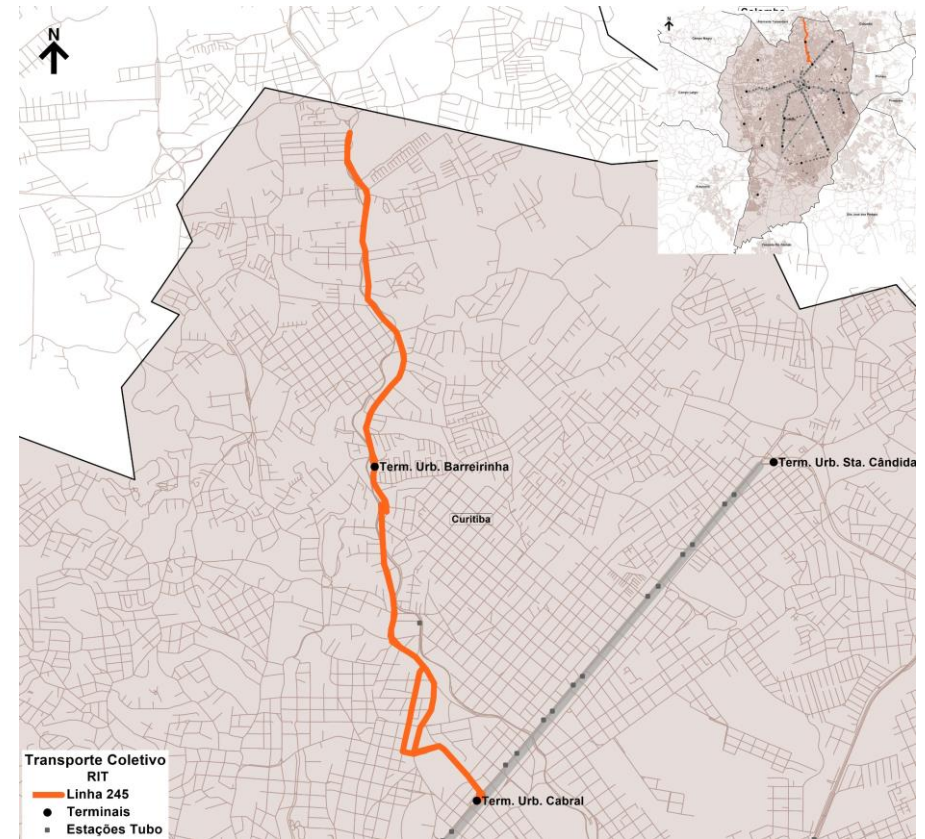 N
Colombo
Term. Urb. Barreirinha
Term. Urb. Sta. Cândida
Curitiba
Term. Urb. Cabral
Transporte Coletivo
RIT
Linha 245
Terminais
Estações Tubo